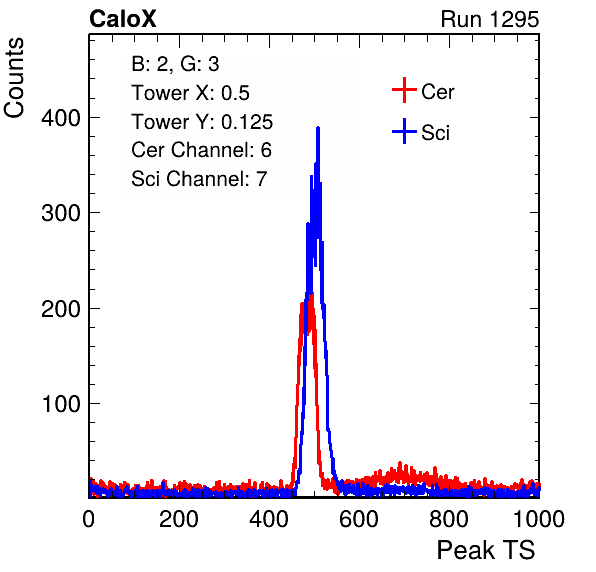 CaloX Run 1295
Counts
B: 2, G: 3
Tower X: 0.5
Tower Y: 0.125
Cer Channel: 6
Sci Channel: 7
Cer
Sci
400
300
200
100
0 200 400 600 800 1000
Peak TS